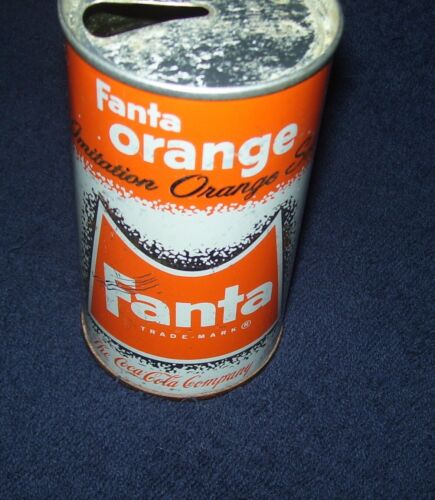 Fanta
orange
Imitation Orange
Fanta
TRADE-MARK ®
The Coca-Cola Company